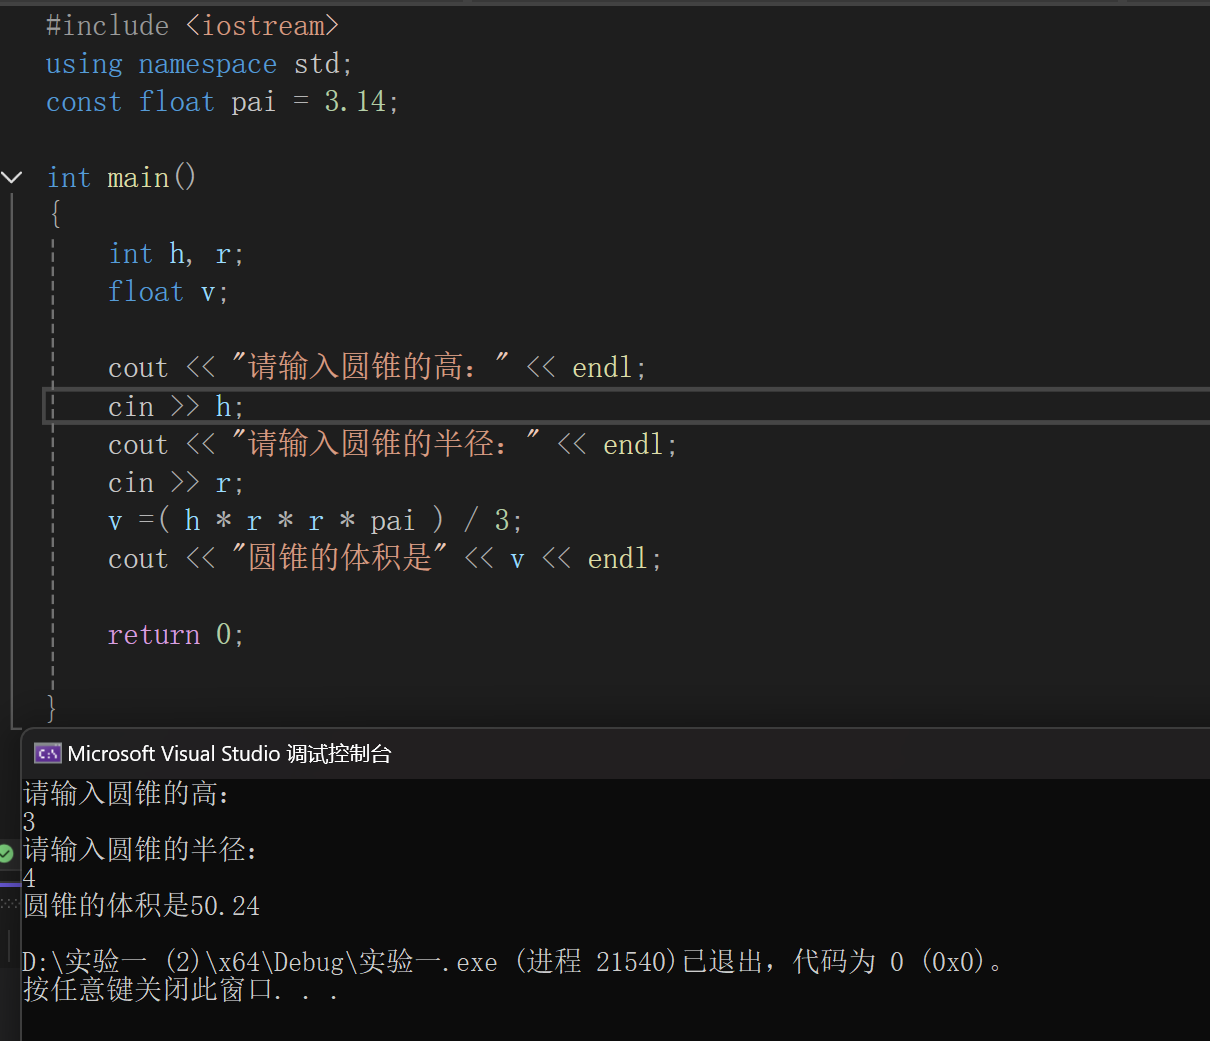 #include <iostream>
using namespace std;
const float pai = 3.14;
int main()
{
int h, r;
float v;
cout << "请输入圆锥的高：" << endl;
cin >> h;
cout << "请输入圆锥的半径：" << endl;
cin >> r;
v =( h * r * r * pai ) / 3;
cout << "圆锥的体积是" << v << endl;
return 0;
}
C:\ Microsoft Visual Studio 调试控制台
请输入圆锥的高：
3
请输入圆锥的半径：
4
圆锥的体积是50.24
D:\实验一 (2)\x64\Debug\实验一.exe (进程 21540)已退出，代码为 0 (0x0)。
按任意键关闭此窗口. . .